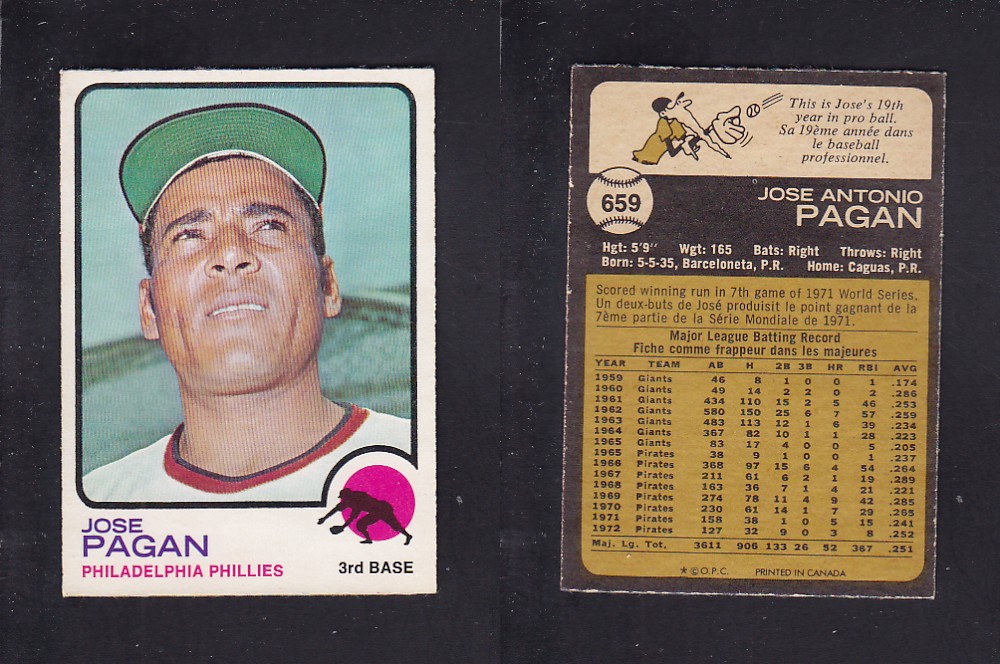 JOSE
PAGAN
PHILADELPHIA PHILLIES
3rd BASE
This is Jose's 19th
year in pro ball.
Sa 19ème année dans
le baseball
professionnel.
659
JOSE ANTONIO
PAGAN
Hgt: 5'9" Wgt: 165 Bats: Right Throws: Right
Born: 5-5-35, Barceloneta, P.R. Home: Caguas, P.R.
Scored winning run in 7th game of 1971 World Series.
Un deux-buts de José produisit le point gagnant de la
7ème partie de la Série Mondiale de 1971.
Major League Batting Record
Fiche comme frappeur dans les majeures
YEAR TEAM AB H 2B 3B HR RBI AVG
1959 Giants 46 8 1 0 0 1 .174
1960 Giants 49 14 2 2 0 2 .286
1961 Giants 434 110 15 2 5 46 .253
1962 Giants 580 150 25 6 7 57 .259
1963 Giants 483 113 12 1 6 39 .234
1964 Giants 367 82 10 1 1 28 .223
1965 Giants 83 17 4 0 0 5 .205
1965 Pirates 38 9 1 0 0 1 .237
1966 Pirates 368 97 15 6 4 54 .264
1967 Pirates 211 61 6 2 1 19 .289
1968 Pirates 163 36 7 1 4 21 .221
1969 Pirates 274 78 11 4 9 42 .285
1970 Pirates 230 61 14 1 7 29 .265
1971 Pirates 158 38 1 0 5 15 .241
1972 Pirates 127 32 9 0 3 8 .252
Maj. Lg. Tot. 3611 906 133 26 52 367 .251
* © O.P.C. PRINTED IN CANADA